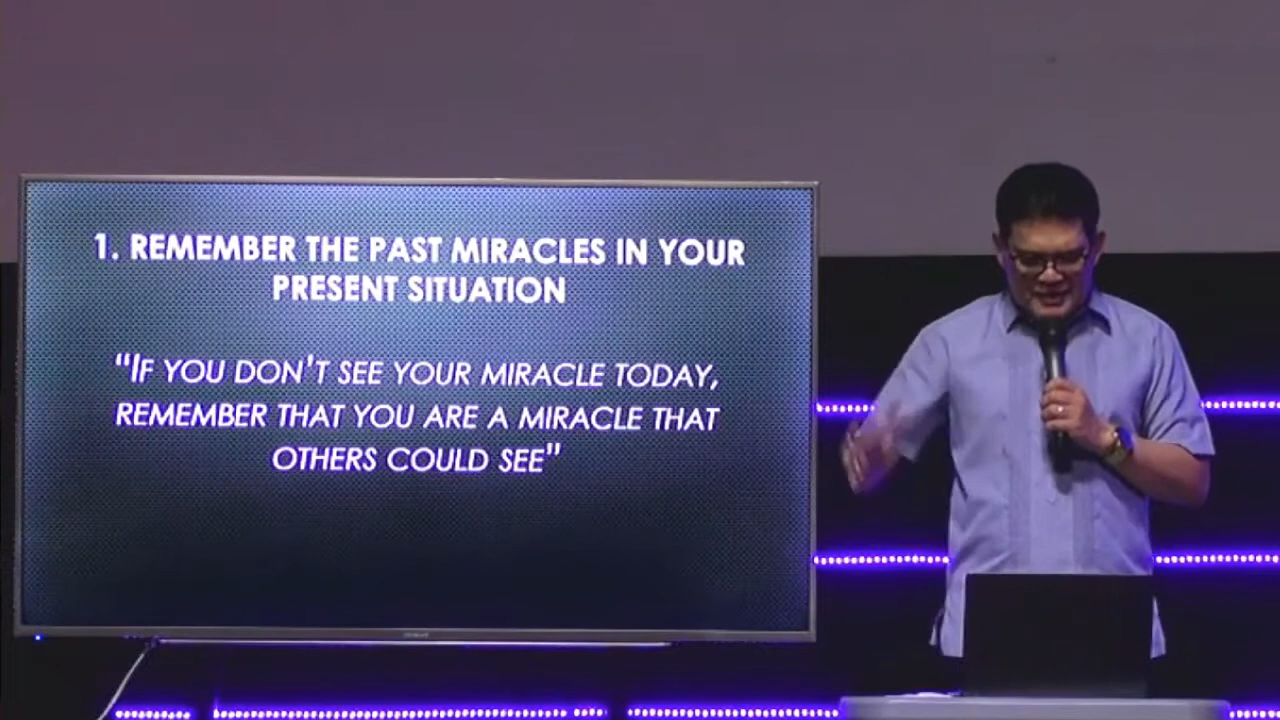 1. REMEMBER THE PAST MIRACLES IN YOUR
PRESENT SITUATION
"IF YOU DON'T SEE YOUR MIRACLE TODAY,
REMEMBER THAT YOU ARE A MIRACLE THAT
OTHERS COULD SEE"